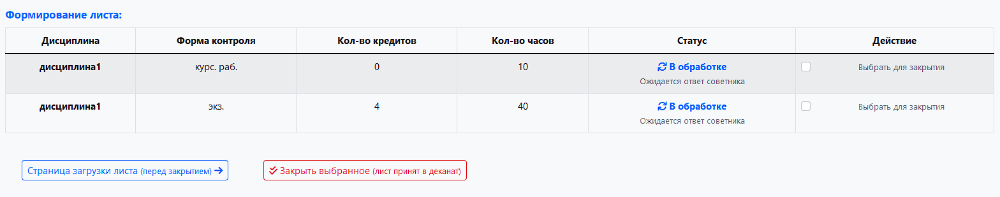 Формирование листа:
Дисциплина Форма контроля Кол-во кредитов Кол-во часов Статус Действие
дисциплина1 курс. раб. 0 10 В обработке Выбрать для закрытия
Ожидается ответ советника
дисциплина1 экз. 4 40 В обработке Выбрать для закрытия
Ожидается ответ советника
Страница загрузки листа (перед закрытием) Закрыть выбранное (лист принят в деканат)